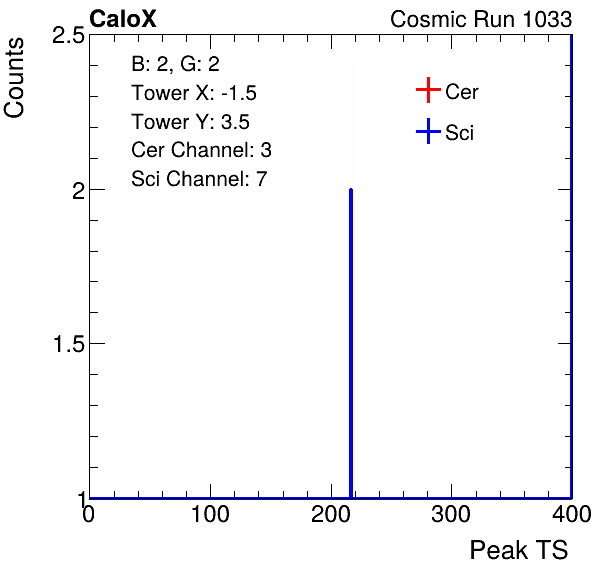 CaloX
Cosmic Run 1033
Counts
2.5
2
1.5
1
B: 2, G: 2
Tower X: -1.5
Tower Y: 3.5
Cer Channel: 3
Sci Channel: 7
Cer
Sci
0
100
200
300
400
Peak TS